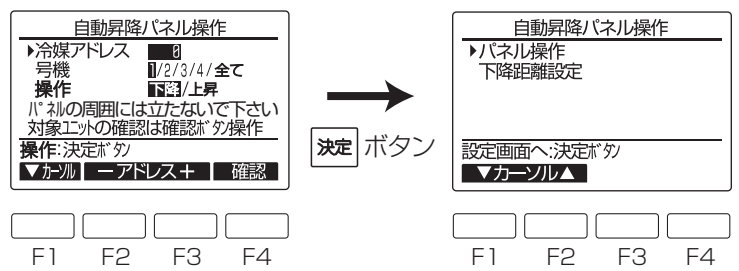 自動昇降パネル操作
▶冷媒アドレス 0
号機 1/2/3/4/全て
操作 下降/上昇
パネルの周囲には立たないで下さい
対象ユニットの確認は確認ボタン操作
操作:決定ボタン
▼カーソル ーアドレス＋ 確認
F1 F2 F3 F4
決定 ボタン
自動昇降パネル操作
▶パネル操作
下降距離設定
設定画面へ:決定ボタン
▼カーソル▲
F1 F2 F3 F4